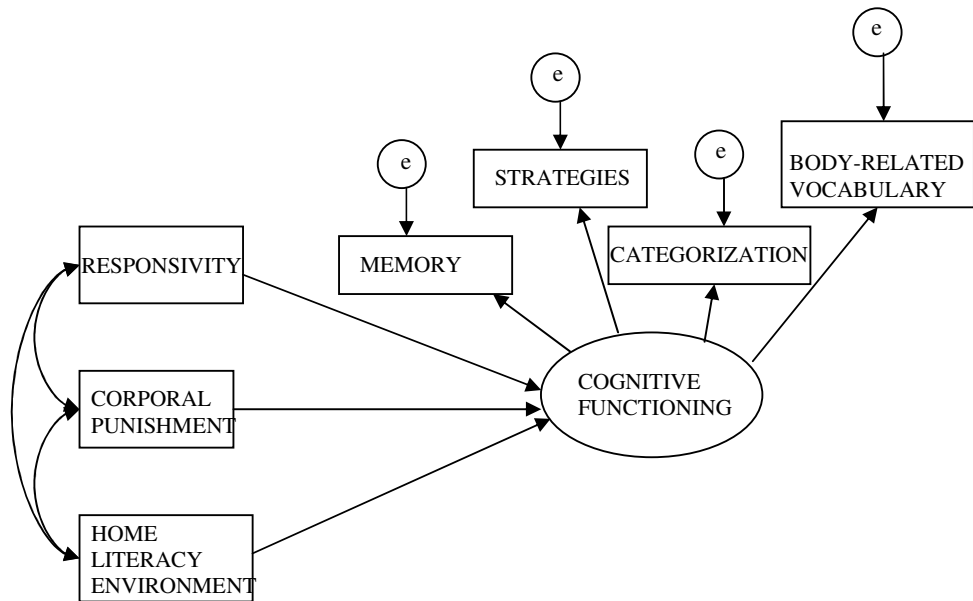 e
e
e
e
BODY-RELATED
VOCABULARY
STRATEGIES
CATEGORIZATION
MEMORY
RESPONSIVITY
COGNITIVE
FUNCTIONING
CORPORAL
PUNISHMENT
HOME
LITERACY
ENVIRONMENT